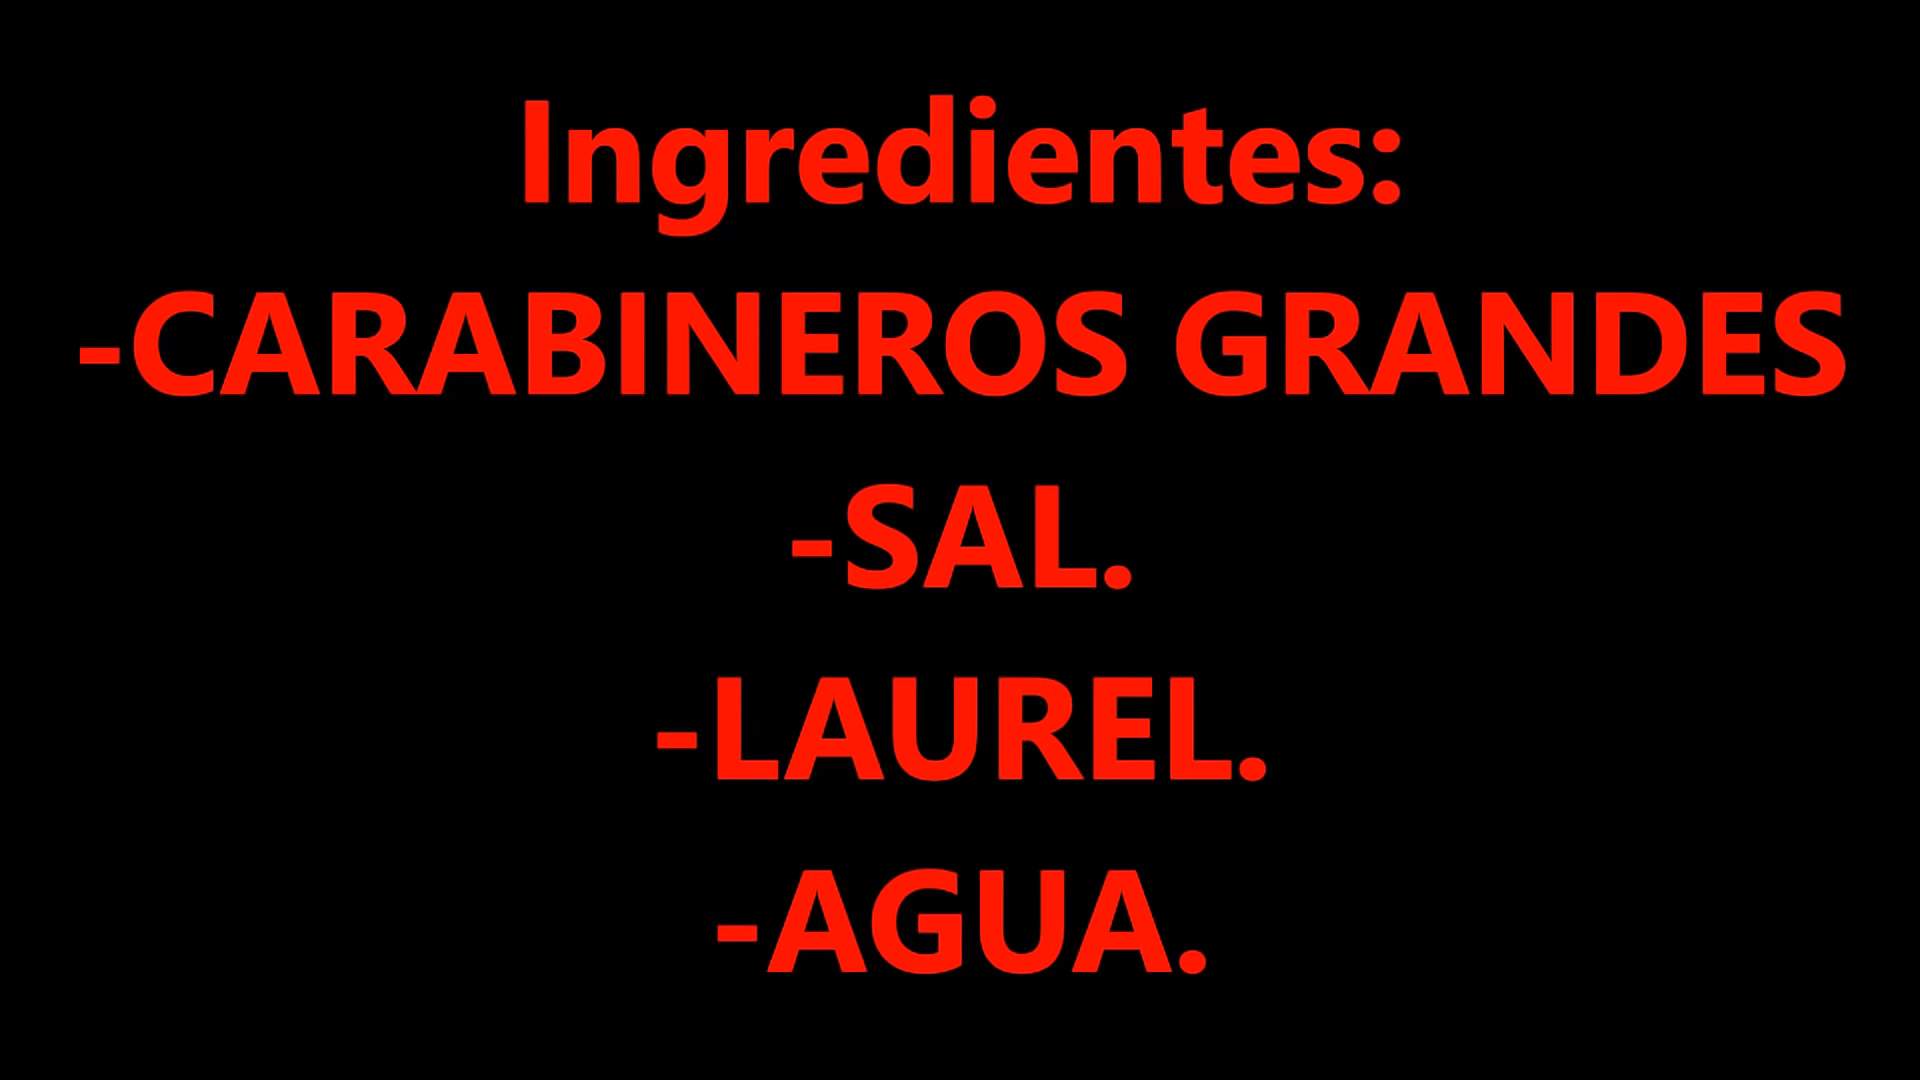 Ingredientes:
-CARABINEROS GRANDES
-SAL.
-LAUREL.
-AGUA.